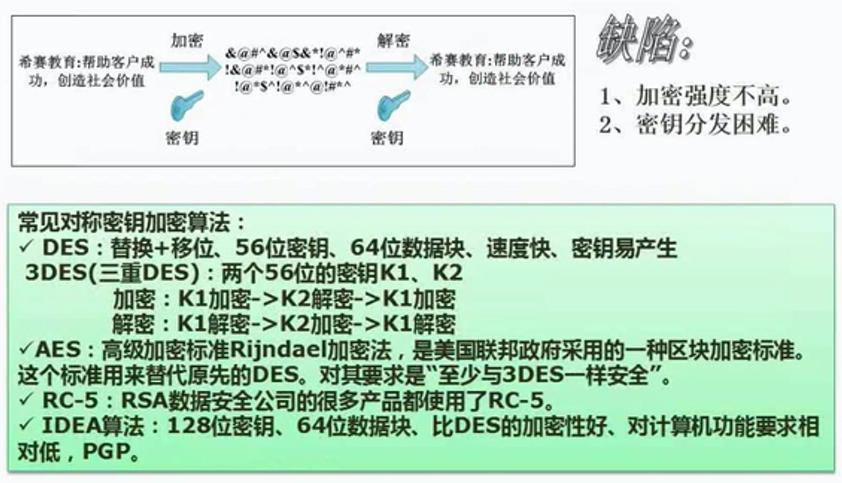 加密
解密
希赛教育:帮助客户成
功，创造社会价值
&@#^&@$&*!@^#*
!&@#*!@^$*!^@*#^
!@*$^!@*^@!#*^
希赛教育:帮助客户成
功，创造社会价值
密钥
密钥
缺陷：
1、加密强度不高。
2、密钥分发困难。
常见对称密钥加密算法：
✓ DES：替换+移位、56位密钥、64位数据块、速度快、密钥易产生
3DES(三重DES)：两个56位的密钥K1、K2
加密：K1加密->K2解密->K1加密
解密：K1解密->K2加密->K1解密
✓AES：高级加密标准Rijndael加密法，是美国联邦政府采用的一种区块加密标准。
这个标准用来替代原先的DES。对其要求是“至少与3DES一样安全”。
✓ RC-5：RSA数据安全公司的很多产品都使用了RC-5。
✓ IDEA算法：128位密钥、64位数据块、比DES的加密性好、对计算机功能要求相
对低，PGP。